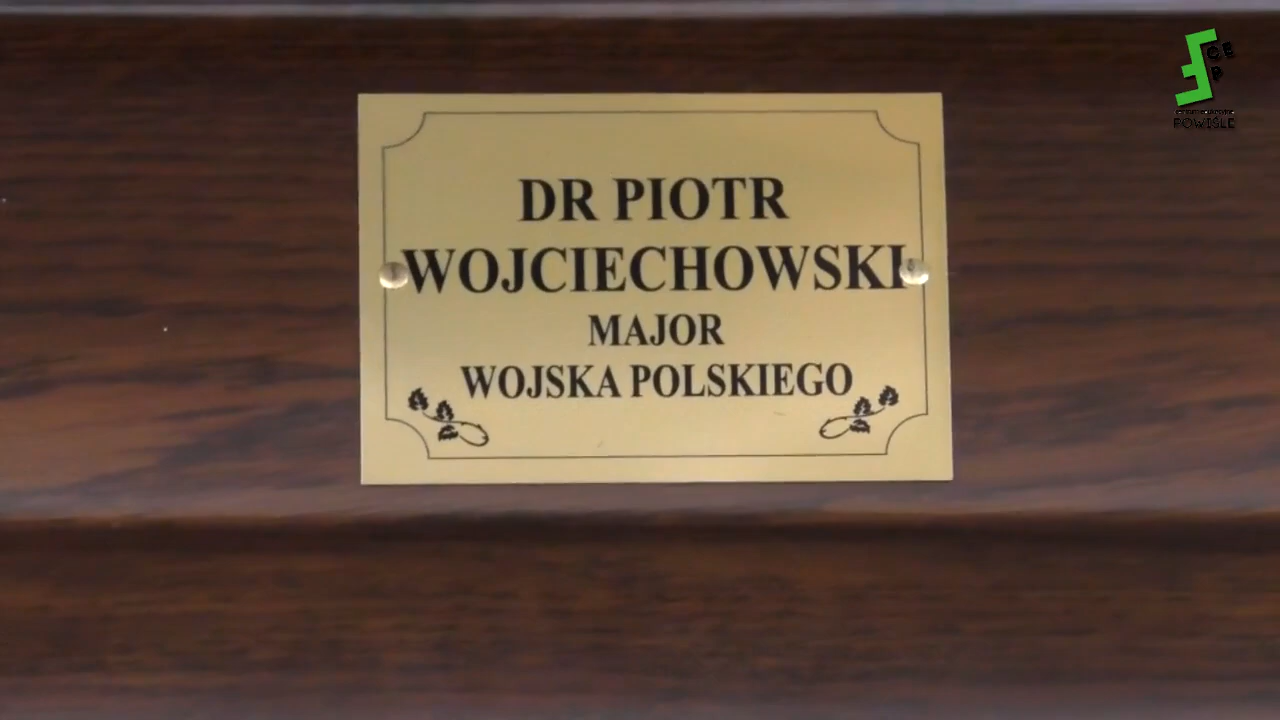 DR PIOTR
WOJCIECHOWSKI
MAJOR
WOJSKA POLSKIEGO
POWIŚLE